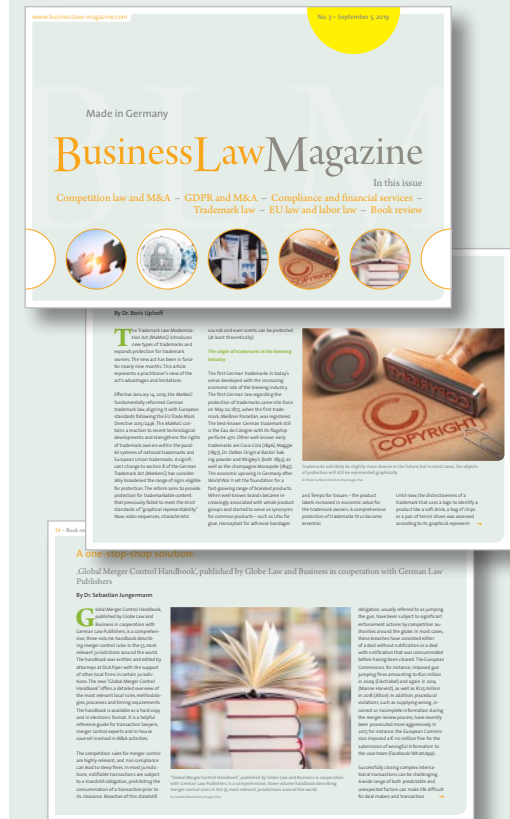 www.businesslaw-magazine.com
No. 3 – September 5, 2019
Made in Germany
BusinessLawMagazine
In this issue
Competition law and M&A – GDPR and M&A – Compliance and financial services –
Trademark law – EU law and labor law – Book review
By Dr. Boris Uphoff
The Trademark Law Moderniza-
tion Act (MaMoG) introduces
new types of trademarks and
expands protection for trademark
owners. The new act has been in force
for nearly nine months. This article
represents a practitioner's view of the
act's advantages and limitations.
Effective January 14, 2019, the MaMoG
fundamentally reformed German
trademark law, aligning it with European
standards following the EU Trade Mark
Directive 2015/2436. The MaMoG con-
tains a reaction to recent technological
developments and strengthens the rights
of trademark owners within the paral-
lel systems of national trademarks and
European Union trademarks. A signifi-
cant change to section 8 of the German
Trademark Act (MarkenG) has consider-
ably broadened the range of signs eligible
for protection. The reform aims to provide
protection for trademarkable content
that previously failed to meet the strict
standards of "graphical representability."
Now, video sequences, characteristic
sounds and even scents can be protected
(at least theoretically).
The origin of trademarks in the brewing
industry
The first German trademarks in today's
sense developed with the increasing
economic role of the brewing industry.
The first German law regarding the
protection of trademarks came into force
on May 20, 1875, when the first trade-
mark, Meißner Porzellan, was registered.
The best-known German trademark still
is the Eau de Cologne with its flagship
perfume 4711. Other well-known early
trademarks are Coca-Cola (1896), Maggie
(1897), Dr. Oetker Original Backin' bak-
ing powder and Wrigley's (both 1893), as
well as the champagne Monopole (1895).
The economic upswing in Germany after
World War II set the foundation for a
fast-growing range of branded products.
When well-known brands became in-
creasingly associated with whole product
groups and started to serve as synonyms
for common products – such as Uhu for
glue, Hansaplast for adhesive bandages
COPYRIGHT
Trademarks will likely be slightly more diverse in the future, but in most cases, the objects
of protection will still be represented graphically.
and Tempo for tissues – the product
labels increased in economic value for
the trademark owners. A comprehensive
protection of trademarks thus became
essential.
Until now, the distinctiveness of a
trademark that uses a logo to identify a
product like a soft drink, a bag of chips
or a pair of tennis shoes was assessed
according to its graphical represent-
A one-stop-shop solution:
‚Global Merger Control Handbook', published by Globe Law and Business in cooperation with German Law
Publishers
By Dr. Sebastian Jungermann
Global Merger Control Handbook,
published by Globe Law and
Business in cooperation with
German Law Publishers, is a comprehen-
sive, three-volume handbook describ-
ing merger control rules in the 55 most
relevant jurisdictions around the world.
The handbook was written and edited by
attorneys at DLA Piper with the support
of other local firms in certain jurisdic-
tions. The new "Global Merger Control
Handbook" offers a detailed overview of
the most relevant local rules, methodolo-
gies, processes and timing requirements.
The handbook is available as a hard copy
and in electronic format. It is a helpful
reference guide for transaction lawyers,
merger control experts and in-house
counsel involved in M&A activities.
The competition rules for merger control
are highly relevant, and non-compliance
can lead to steep fines. In most jurisdic-
tions, notifiable transactions are subject
to a standstill obligation, prohibiting the
consummation of a transaction prior to
its clearance. Breaches of this standstill
"Global Merger Control Handbook", published by Globe Law and Business in cooperation
with German Law Publishers, is a comprehensive, three-volume handbook describing
merger control rules in the 55 most relevant jurisdictions around the world.
obligation, usually referred to as jumping
the gun, have been subject to significant
enforcement actions by competition au-
thorities around the globe. In most cases,
these breaches have consisted either
of a deal without notification or a deal
with notification that was consummated
before having been cleared. The European
Commission, for instance, imposed gun
jumping fines amounting to €20 million
in 2009 (Electrabel) and again in 2014
(Marine Harvest), as well as €125 million
in 2018 (Altice). In addition, procedural
violations, such as supplying wrong, in-
correct or incomplete information during
the merger review process, have recently
been prosecuted more aggressively. In
2017, for instance, the European Commis-
sion imposed a € 110 million fine for the
submission of wrongful information to
the case team (Facebook/WhatsApp).
Successfully closing complex interna-
tional transactions can be challenging.
A wide range of both predictable and
unexpected factors can make life difficult
for deal makers and transaction